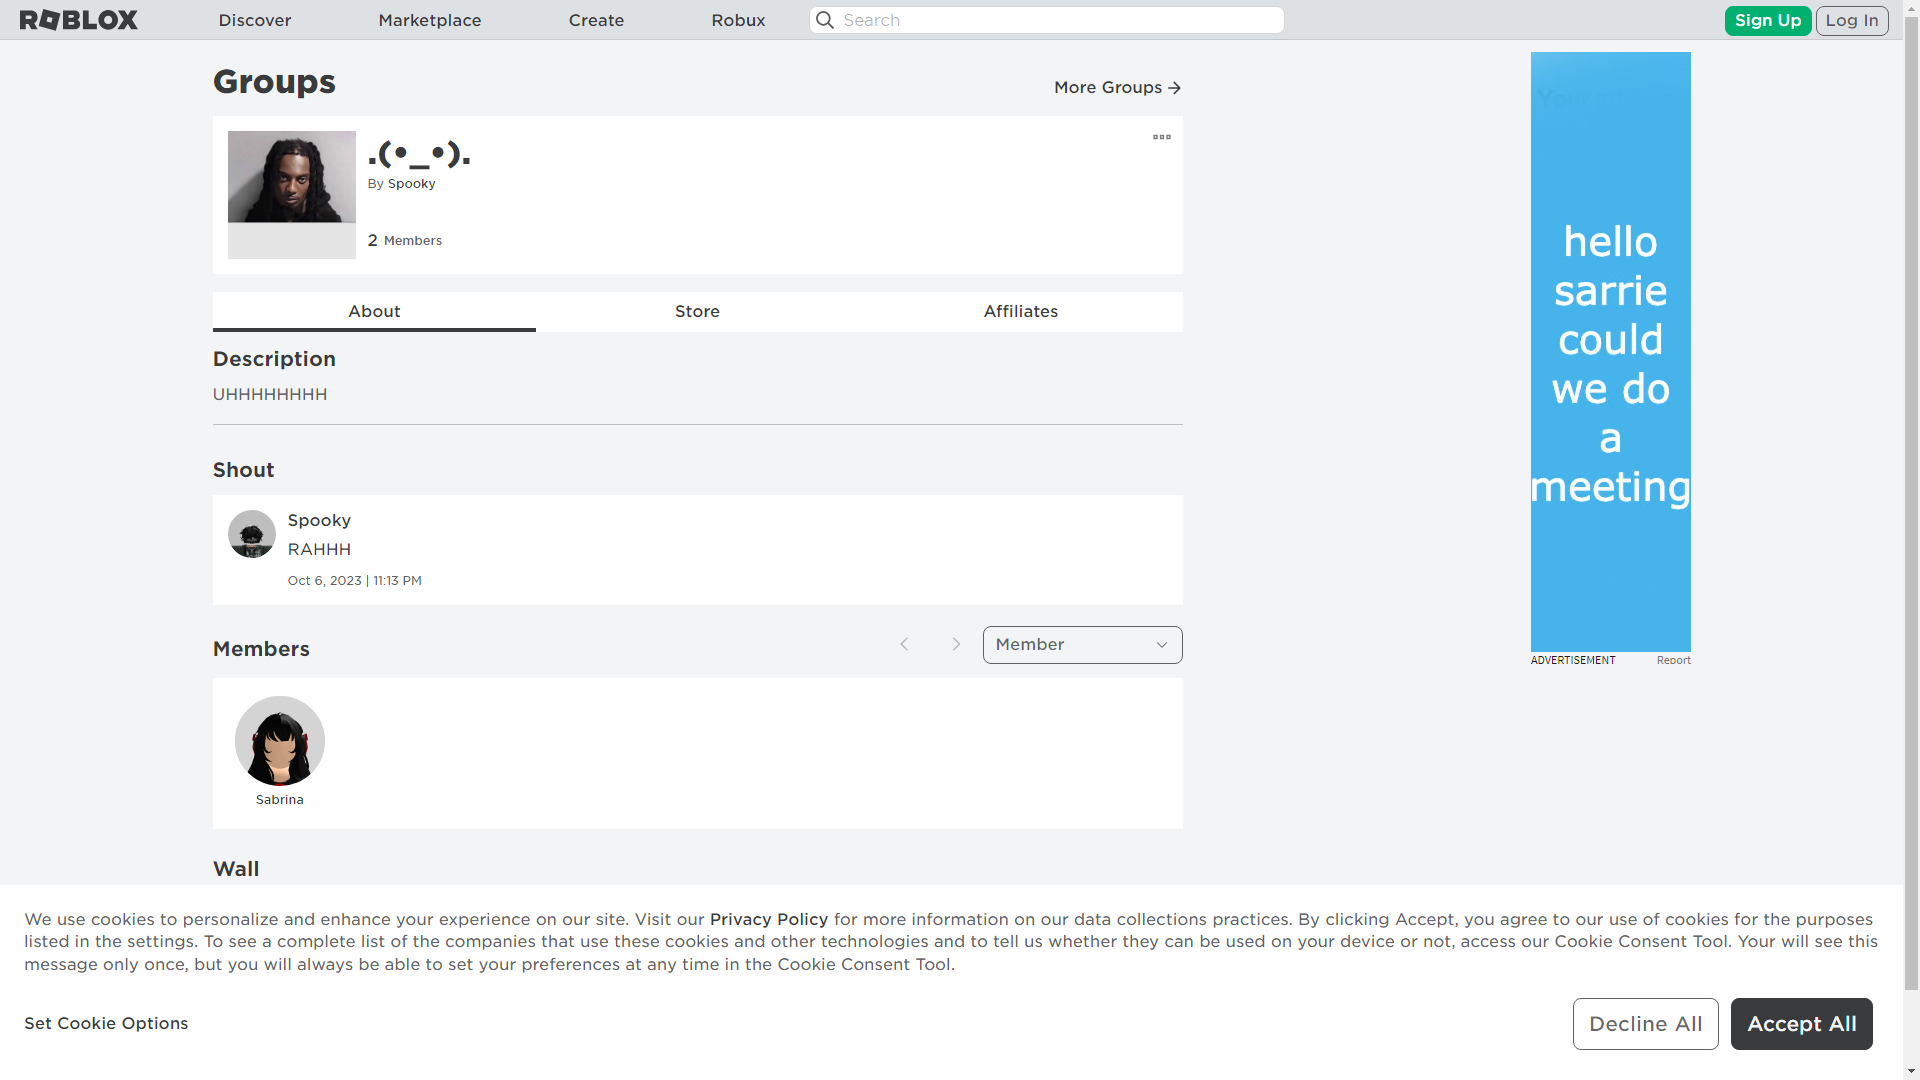 ROBLOX
Discover
Marketplace
Create
Robux
Search
Sign Up
Log In
Groups
More Groups
.(•_•).
By Spooky
2 Members
About
Store
Affiliates
Description
UHHHHHHHH
Shout
Spooky
RAHHH
Oct 6, 2023 | 11:13 PM
Members
Member
Sabrina
Wall
hello
sarrie
could
we do
a
meeting
ADVERTISEMENT
Report
We use cookies to personalize and enhance your experience on our site. Visit our Privacy Policy for more information on our data collections practices. By clicking Accept, you agree to our use of cookies for the purposes
listed in the settings. To see a complete list of the companies that use these cookies and other technologies and to tell us whether they can be used on your device or not, access our Cookie Consent Tool. Your will see this
message only once, but you will always be able to set your preferences at any time in the Cookie Consent Tool.
Set Cookie Options
Decline All
Accept All